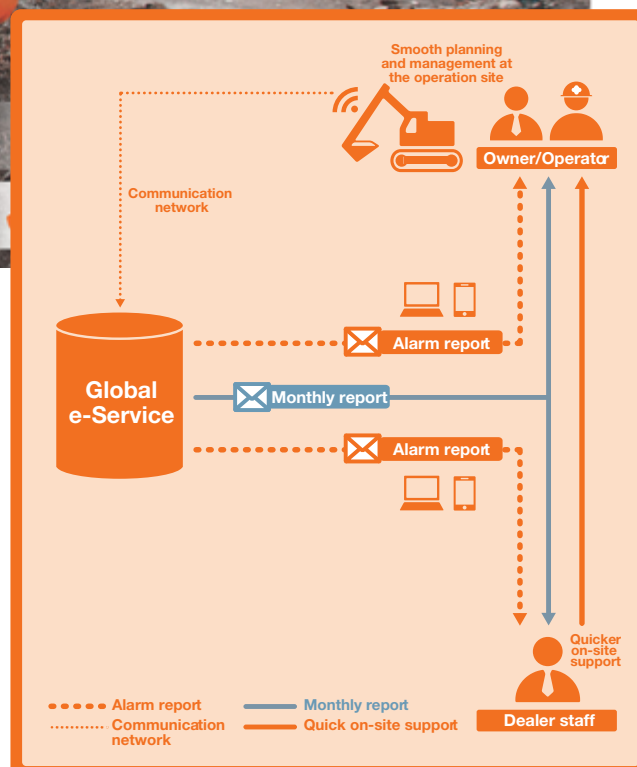 Smooth planning
and management at
the operation site
Owner/Operator
Communication
network
Alarm report
Global
e-Service
Monthly report
Alarm report
Quicker
on-site
support
Dealer staff
Alarm report
Monthly report
Communication
network
Quick on-site support